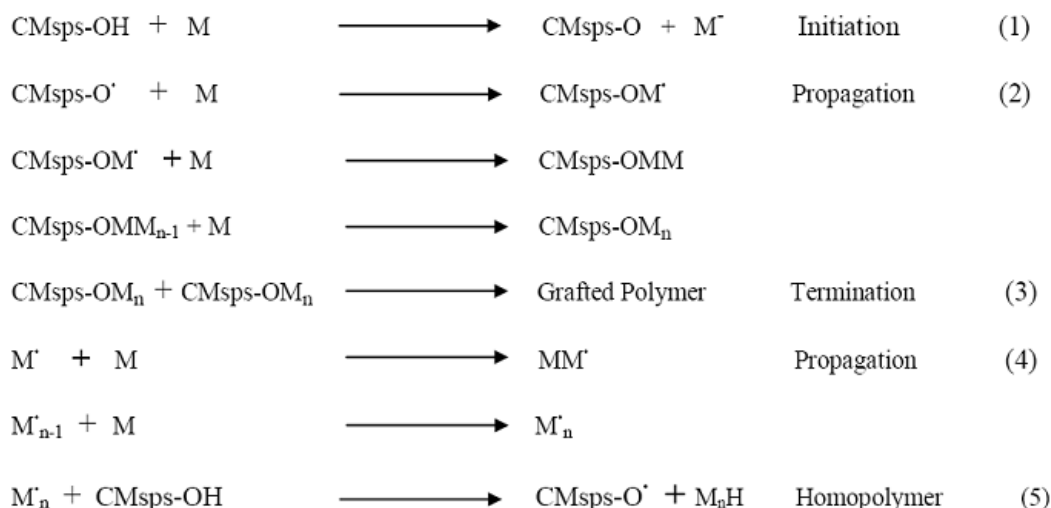 CMsps-OH + M ⟶ CMsps-O + M⁻ Initiation (1)
CMsps-O• + M ⟶ CMsps-OM• Propagation (2)
CMsps-OM• + M ⟶ CMsps-OMM
CMsps-OMMn-1 + M ⟶ CMsps-OMn
CMsps-OMn + CMsps-OMn ⟶ Grafted Polymer Termination (3)
M• + M ⟶ MM• Propagation (4)
M•n-1 + M ⟶ M•n
M•n + CMsps-OH ⟶ CMsps-O• + MnH Homopolymer (5)